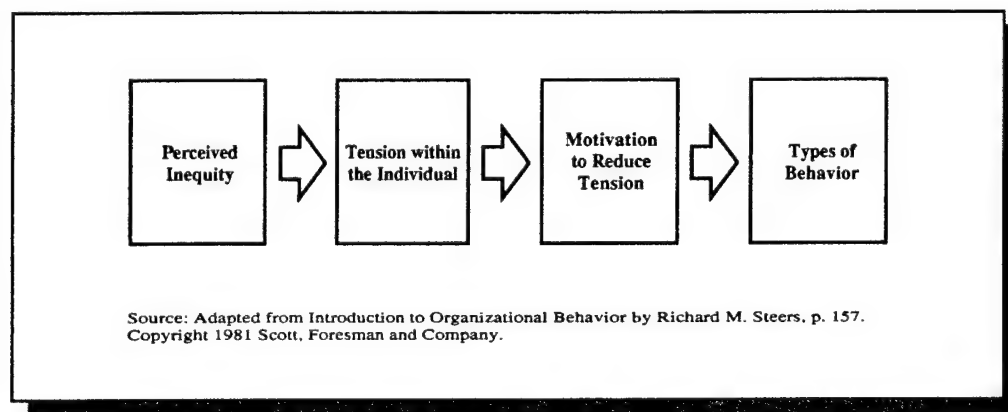 Perceived
Inequity
Tension within
the Individual
Motivation
to Reduce
Tension
Types of
Behavior
Source: Adapted from Introduction to Organizational Behavior by Richard M. Steers, p. 157.
Copyright 1981 Scott, Foresman and Company.